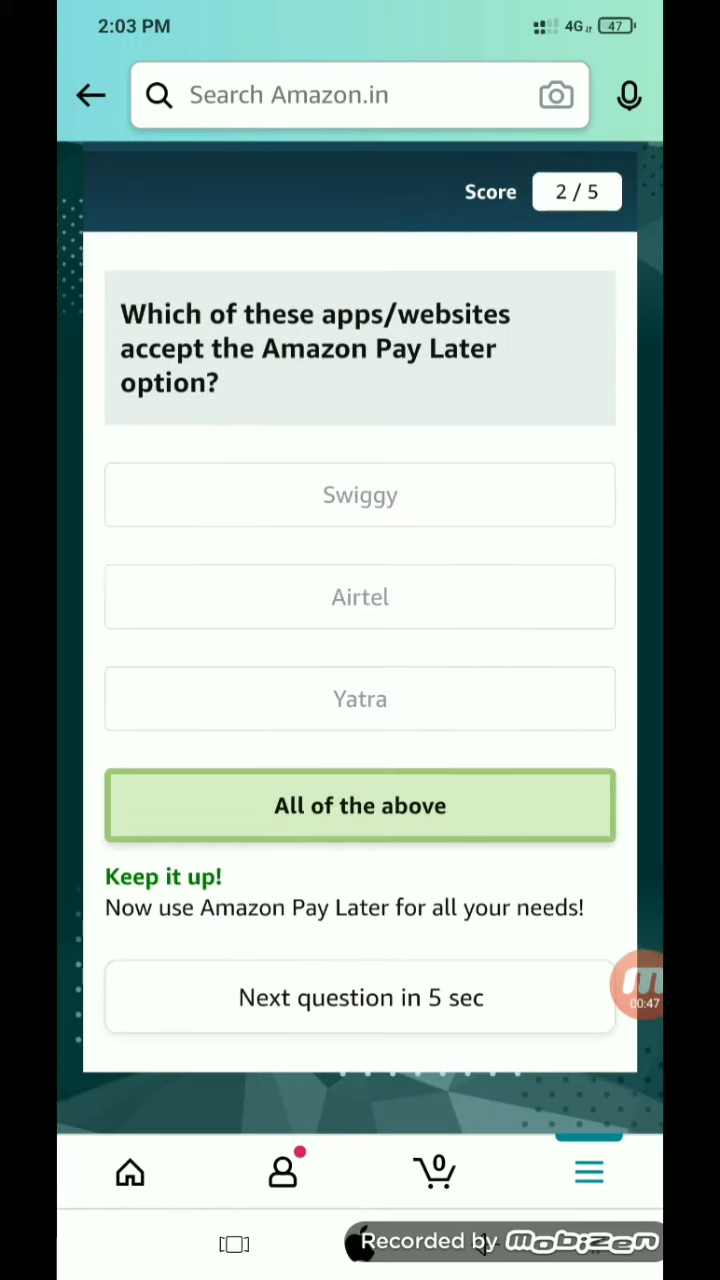 2:03 PM
4G
47
Search Amazon.in
Score
2 / 5
Which of these apps/websites
accept the Amazon Pay Later
option?
Swiggy
Airtel
Yatra
All of the above
Keep it up!
Now use Amazon Pay Later for all your needs!
Next question in 5 sec
00:47
0
Recorded by mobizen